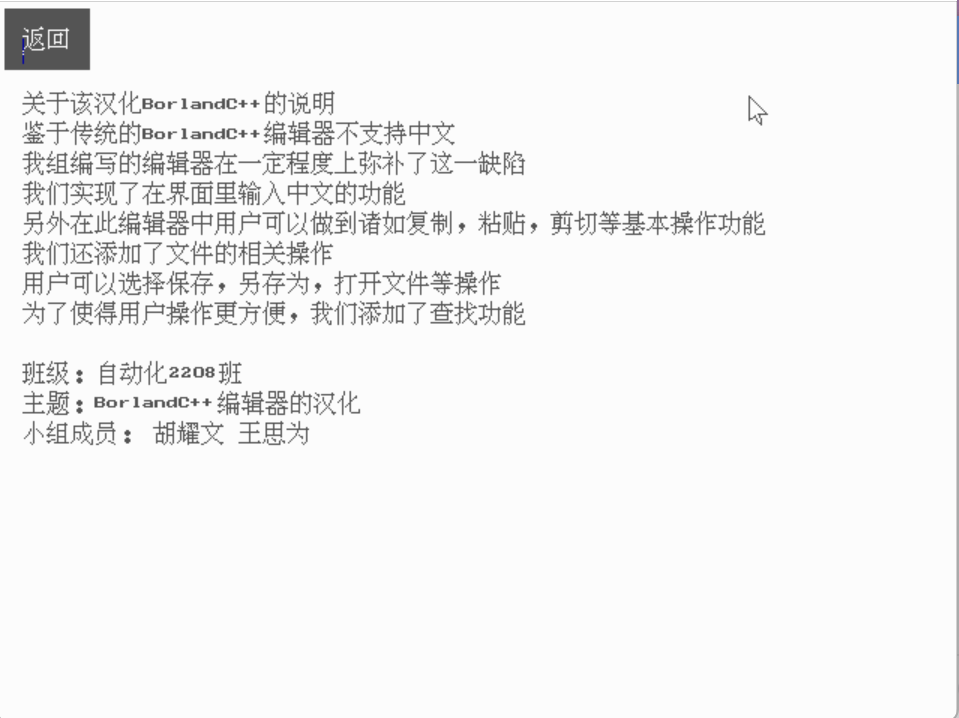 返回
关于该汉化BorlandC++的说明
鉴于传统的BorlandC++编辑器不支持中文
我组编写的编辑器在一定程度上弥补了这一缺陷
我们实现了在界面里输入中文的功能
另外在此编辑器中用户可以做到诸如复制，粘贴，剪切等基本操作功能
我们还添加了文件的相关操作
用户可以选择保存，另存为，打开文件等操作
为了使得用户操作更方便，我们添加了查找功能
班级：自动化2208班
主题：BorlandC++编辑器的汉化
小组成员： 胡耀文 王思为